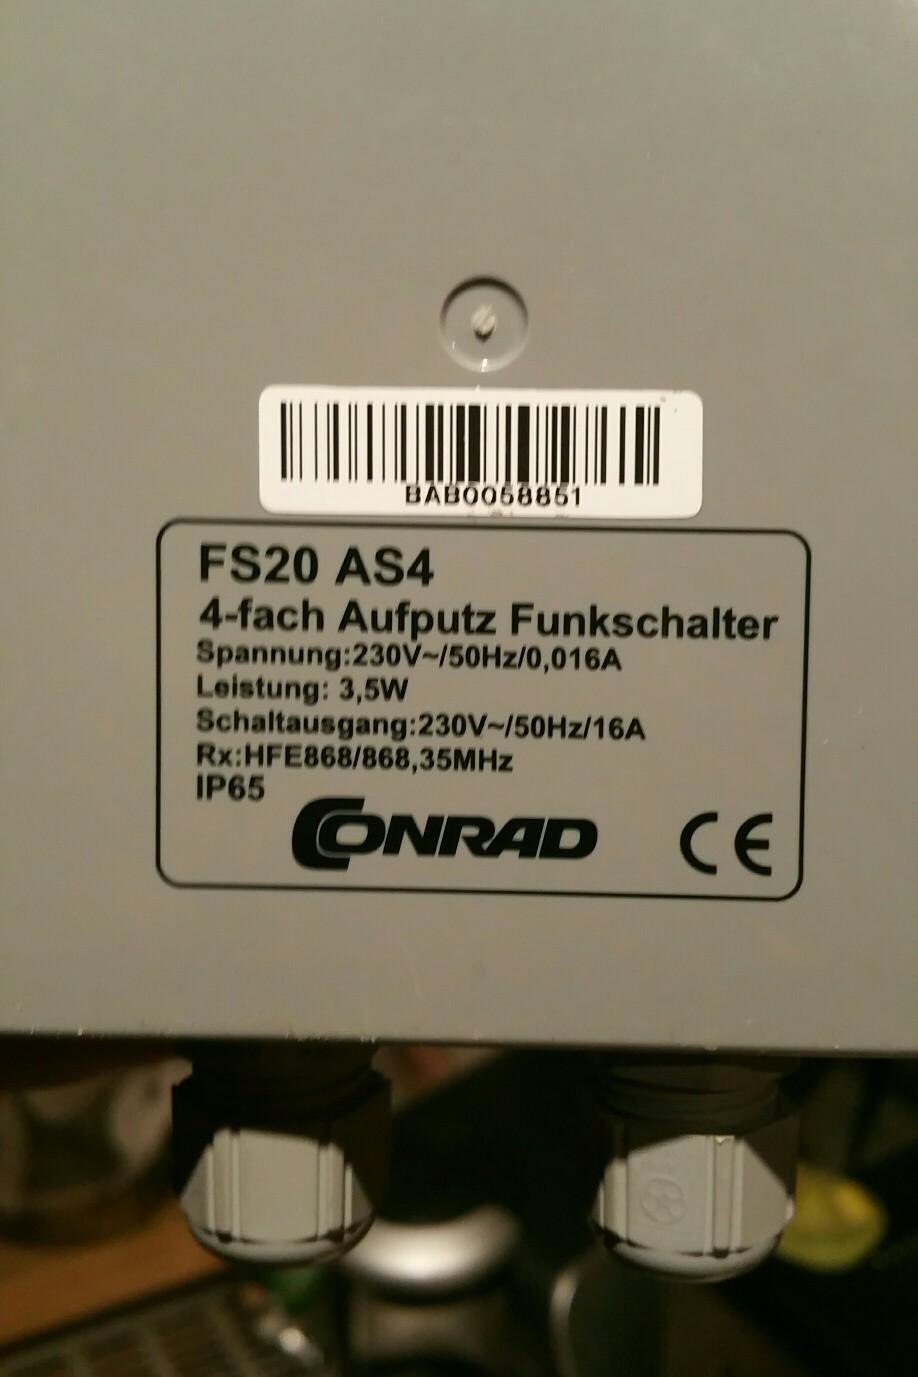 BAB0058851
FS20 AS4
4-fach Aufputz Funkschalter
Spannung:230V~/50Hz/0,016A
Leistung: 3,5W
Schaltausgang:230V~/50Hz/16A
Rx:HFE868/868,35MHz
IP65
CONRAD CE